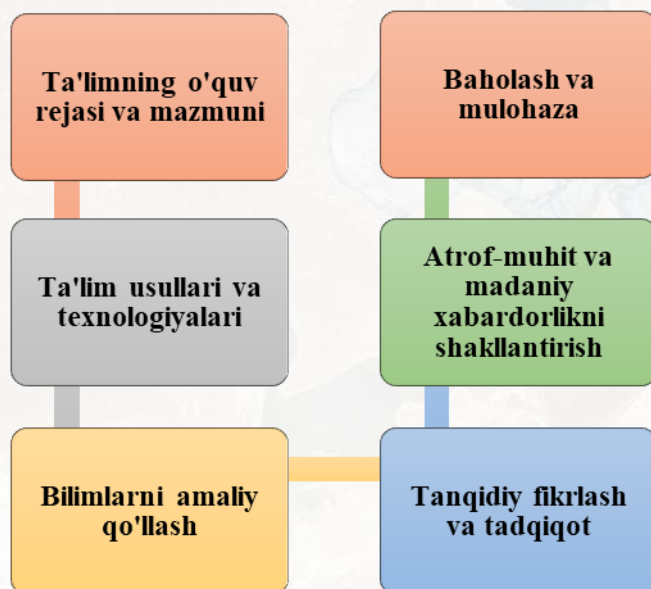 Ta'limning o'quv
rejasi va mazmuni
Ta'lim usullari va
texnologiyalari
Bilimlarni amaliy
qo'llash
Tanqidiy fikrlash
va tadqiqot
Atrof-muhit va
madaniy
xabardorlikni
shakllantirish
Baholash va
mulohaza